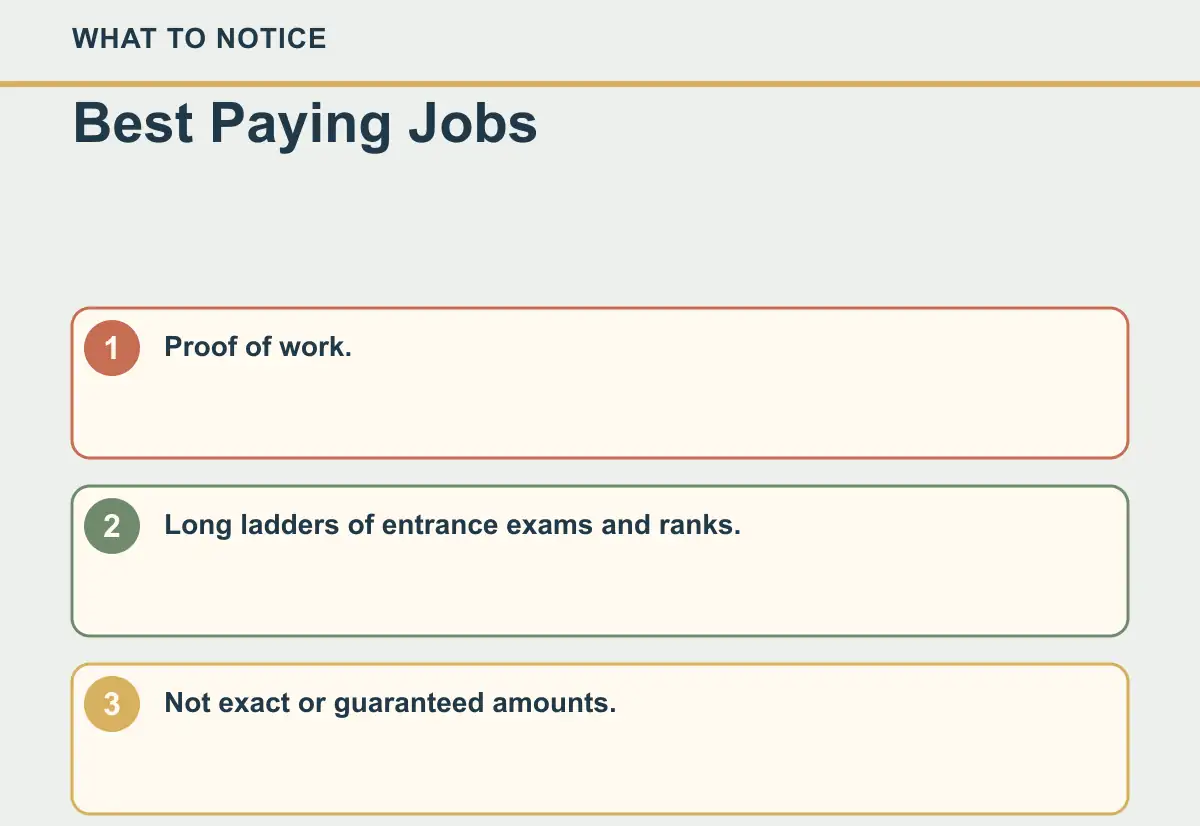 WHAT TO NOTICE
Best Paying Jobs
1 Proof of work.
2 Long ladders of entrance exams and ranks.
3 Not exact or guaranteed amounts.